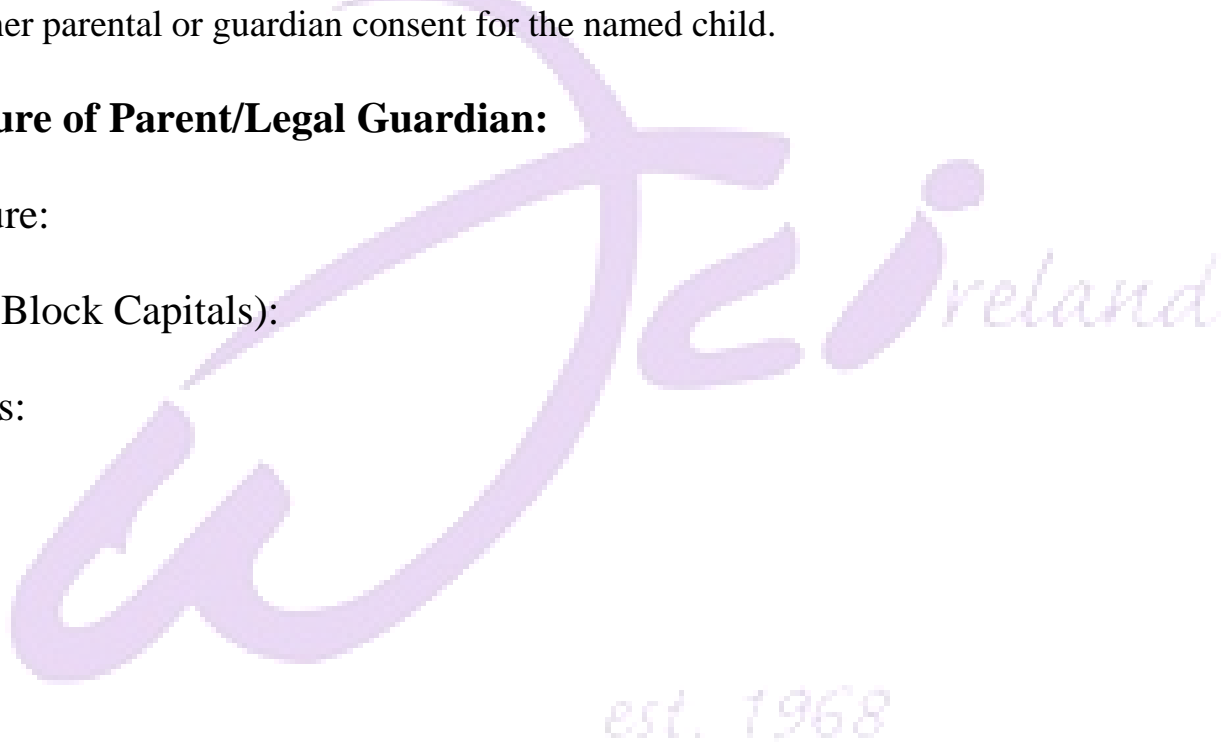 her parental or guardian consent for the named child.
ure of Parent/Legal Guardian:
ure:
Block Capitals):
s:
ireland
est. 1968